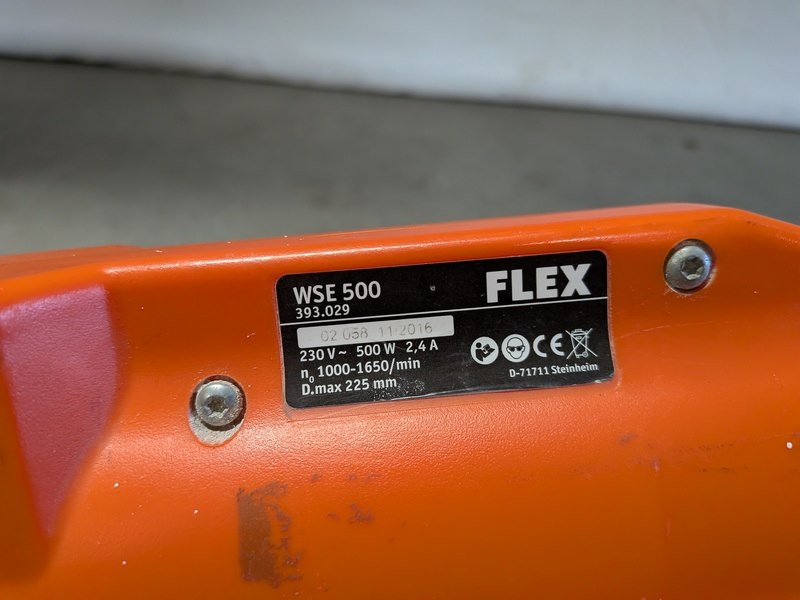 WSE 500
393.029
FLEX
02 058 11-2016
230 V~ 500 W 2,4 A
n0 1000-1650/min
D.max 225 mm
CE
D-71711 Steinheim